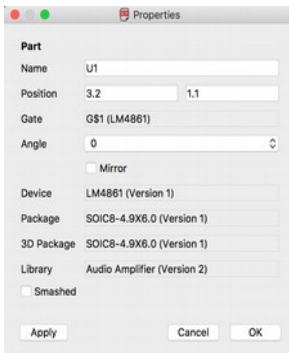 Properties
Part
Name U1
Position 3.2 1.1
Gate G$1 (LM4861)
Angle 0
Mirror
Device LM4861 (Version 1)
Package SOIC8-4.9X6.0 (Version 1)
3D Package SOIC8-4.9X6.0 (Version 1)
Library Audio Amplifier (Version 2)
Smashed
Apply Cancel OK